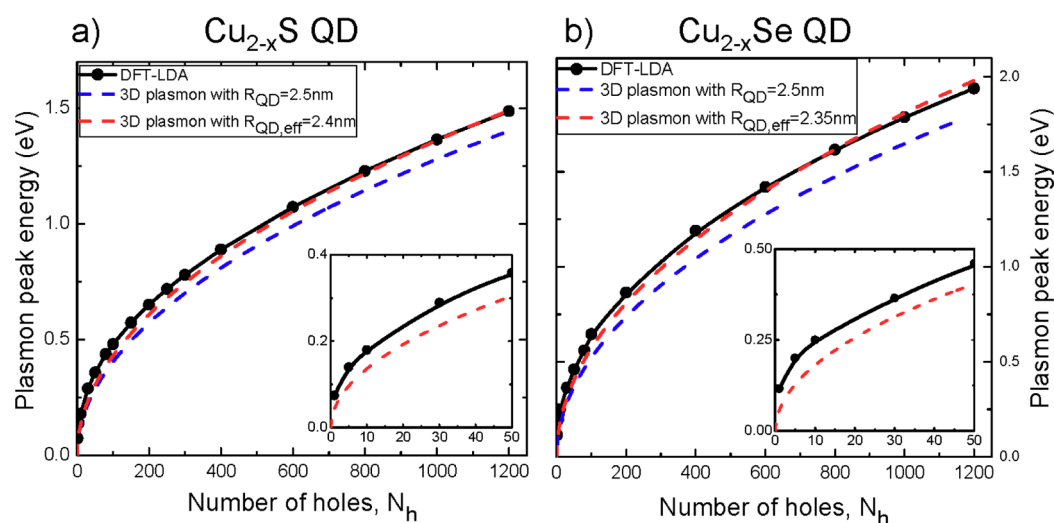 a)
Cu2-xS QD
DFT-LDA
3D plasmon with RQD=2.5nm
3D plasmon with RQD,eff=2.4nm
Plasmon peak energy (eV)
1.5
1.0
0.5
0.0
0 200 400 600 800 1000 1200
Number of holes, Nh
0.4
0.2
0.0
0 10 20 30 40 50
b)
Cu2-xSe QD
DFT-LDA
3D plasmon with RQD=2.5nm
3D plasmon with RQD,eff=2.35nm
Plasmon peak energy (eV)
2.0
1.5
1.0
0.5
0.0
0 200 400 600 800 1000 1200
Number of holes, Nh
0.50
0.25
0.00
0 10 20 30 40 50